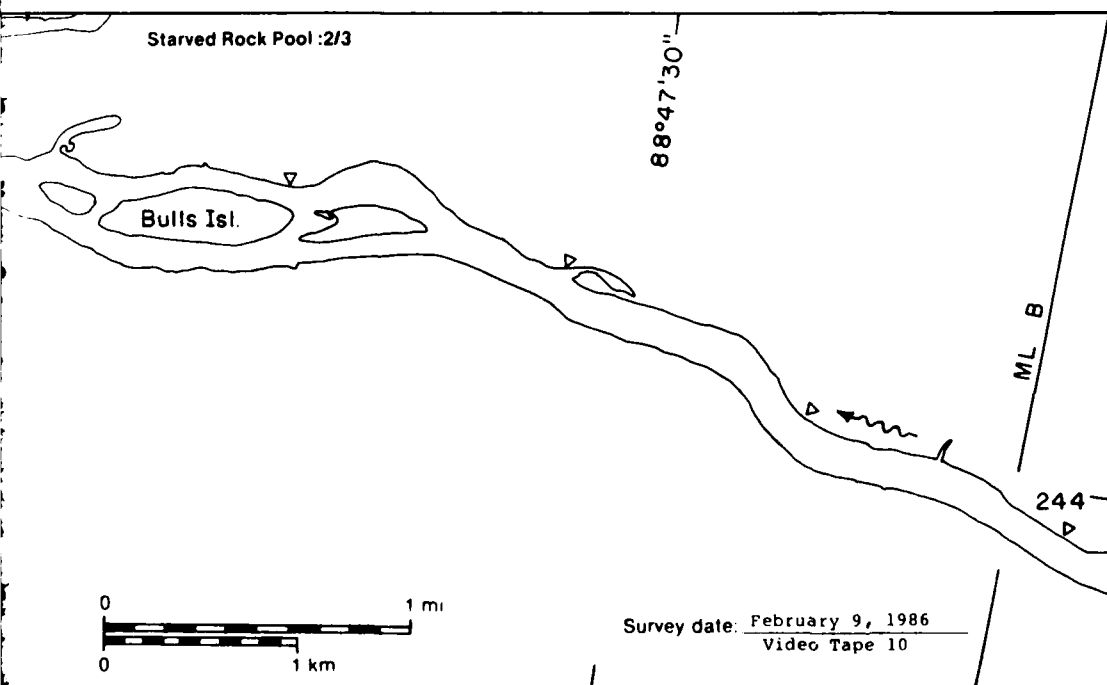 Starved Rock Pool :2/3
88°47'30"
Bulls Isl.
ML B
244
0 1 mi
0 1 km
Survey date: February 9, 1986
Video Tape 10